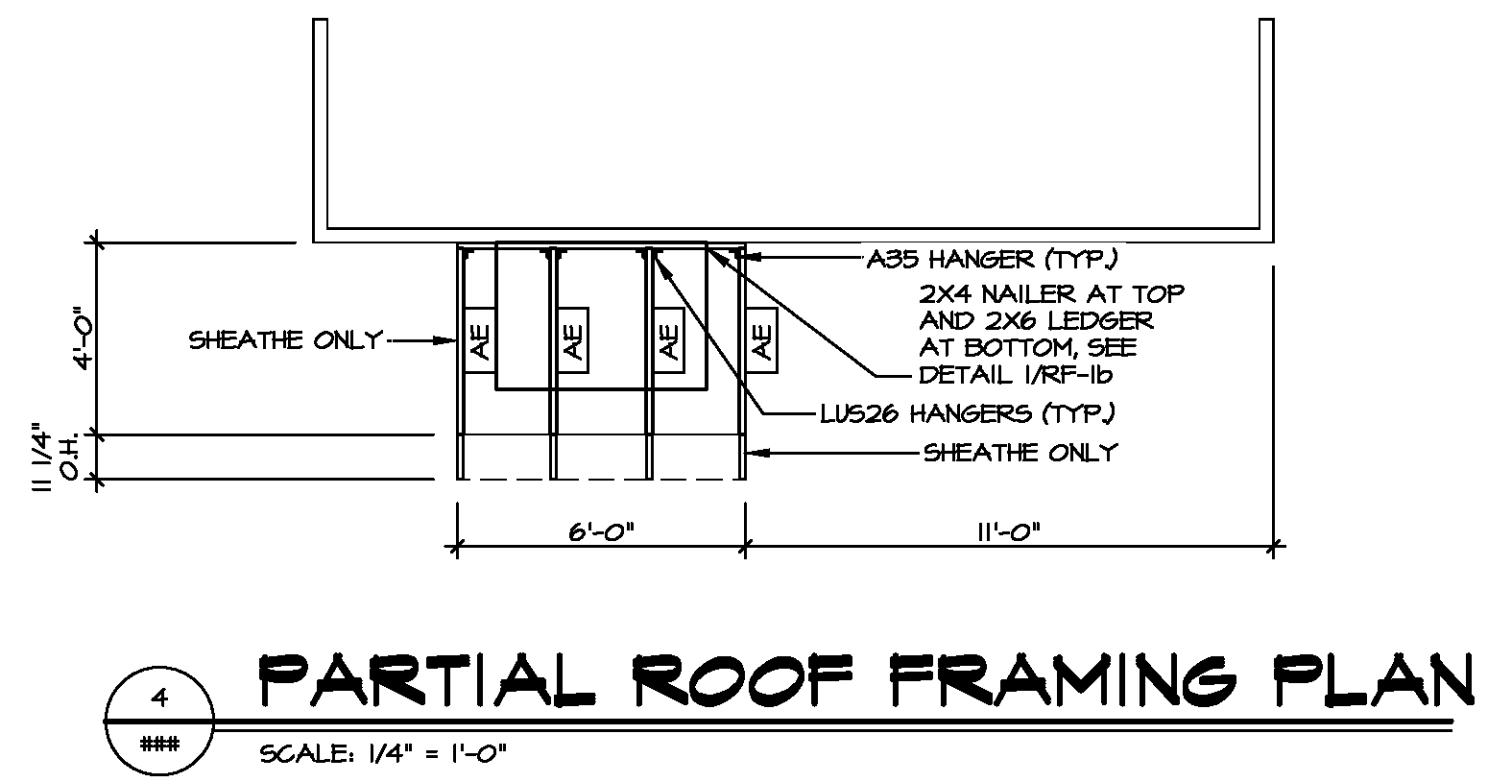 A35 HANGER (TYP.)
2X4 NAILER AT TOP
AND 2X6 LEDGER
AT BOTTOM, SEE
DETAIL 1/RF-1b
LUS26 HANGERS (TYP.)
SHEATHE ONLY
SHEATHE ONLY
AE
AE
AE
AE
4'-0"
11 1/4"
O.H.
6'-0"
11'-0"
4
###
PARTIAL ROOF FRAMING PLAN
SCALE: 1/4" = 1'-0"